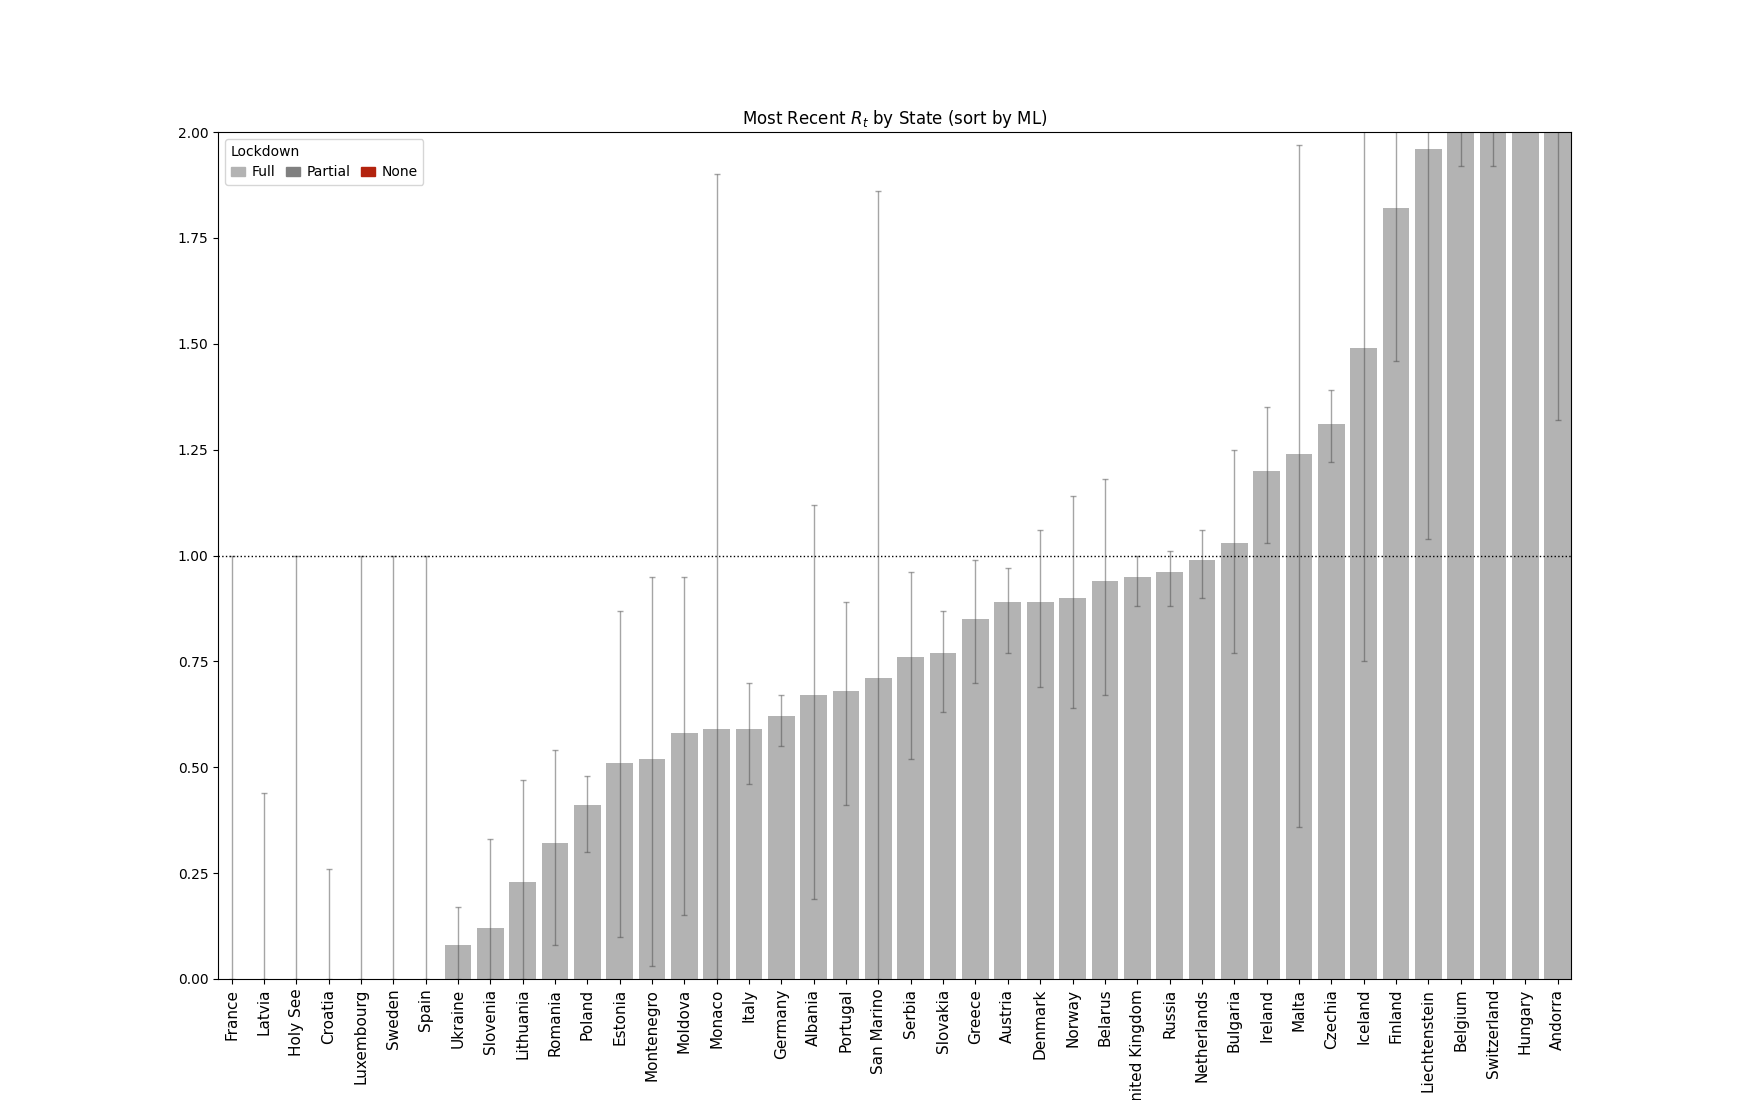 Most Recent Rt by State (sort by ML)
Lockdown
Full Partial None
2.00
1.75
1.50
1.25
1.00
0.75
0.50
0.25
0.00
France
Latvia
Holy See
Croatia
Luxembourg
Sweden
Spain
Ukraine
Slovenia
Lithuania
Romania
Poland
Estonia
Montenegro
Moldova
Monaco
Italy
Germany
Albania
Portugal
San Marino
Serbia
Slovakia
Greece
Austria
Denmark
Norway
Belarus
nited Kingdom
Russia
Netherlands
Bulgaria
Ireland
Malta
Czechia
Iceland
Finland
Liechtenstein
Belgium
Switzerland
Hungary
Andorra